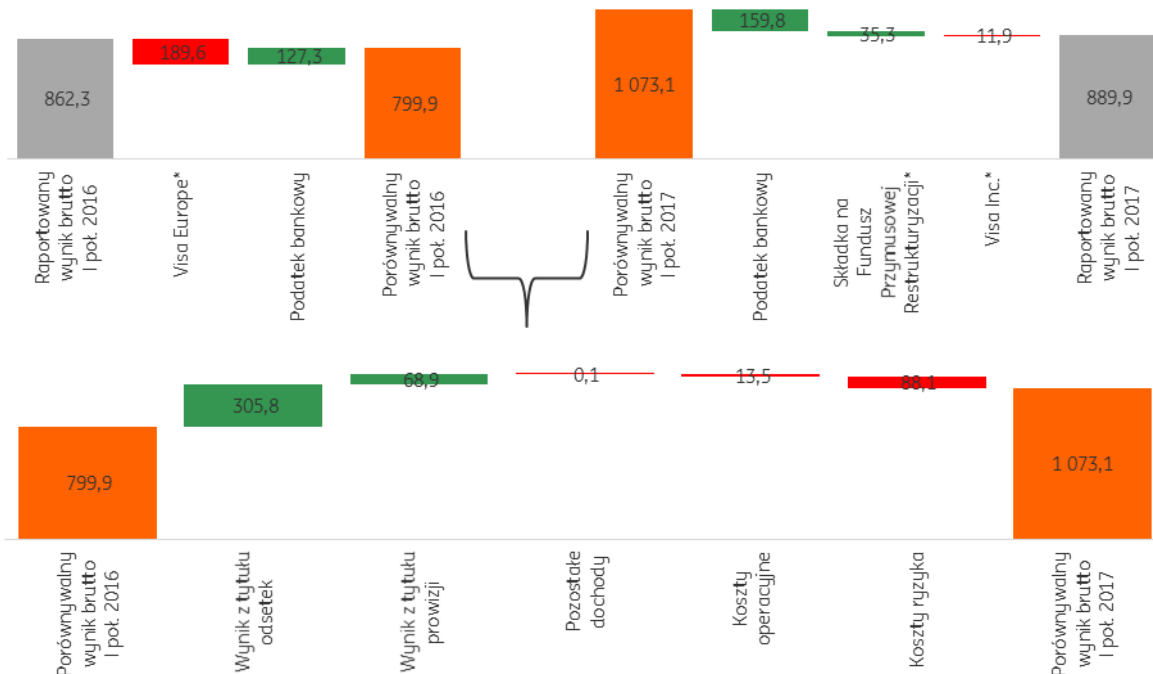 862,3
189,6
127,3
799,9
1 073,1
159,8
35,3
11,9
889,9
Raportowany
wynik brutto
I poł. 2016
Visa Europe*
Podatek bankowy
Porównywalny
wynik brutto
I poł. 2016
Porównywalny
wynik brutto
I poł. 2017
Podatek bankowy
Składka na
Fundusz
Przymusowej
Restrukturyzacji*
Visa Inc.*
Raportowany
wynik brutto
I poł. 2017
799,9
305,8
68,9
0,1
13,5
88,1
1 073,1
Porównywalny
wynik brutto
I poł. 2016
Wynik z tytułu
odsetek
Wynik z tytułu
prowizji
Pozostałe
dochody
Koszty
operacyjne
Koszty ryzyka
Porównywalny
wynik brutto
I poł. 2017